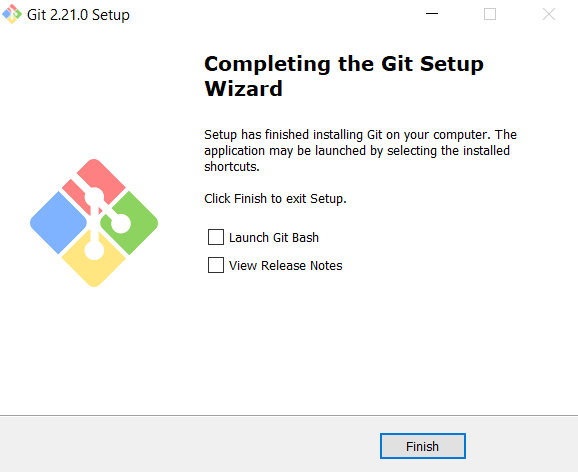 Git 2.21.0 Setup
Completing the Git Setup
Wizard
Setup has finished installing Git on your computer. The
application may be launched by selecting the installed
shortcuts.
Click Finish to exit Setup.
Launch Git Bash
View Release Notes
Finish